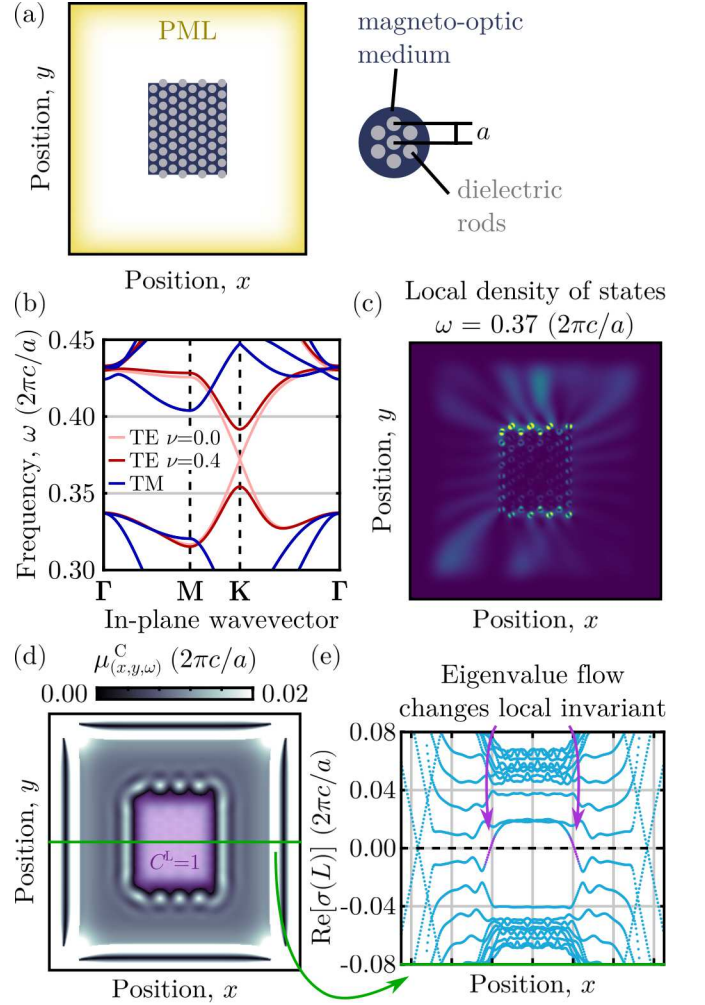 (a)
PML
Position, y
Position, x
magneto-optic
medium
a
dielectric
rods
(b)
Frequency, ω (2πc/a)
0.45
0.40
0.35
0.30
TE ν=0.0
TE ν=0.4
TM
Γ M K Γ
In-plane wavevector
(c)
Local density of states
ω = 0.37 (2πc/a)
Position, y
Position, x
(d)
μ^C_(x,y,ω) (2πc/a)
0.00 0.02
Position, y
C^L=1
Position, x
(e)
Eigenvalue flow
changes local invariant
Re[σ(L)] (2πc/a)
0.08
0.04
0.00
-0.04
-0.08
Position, x